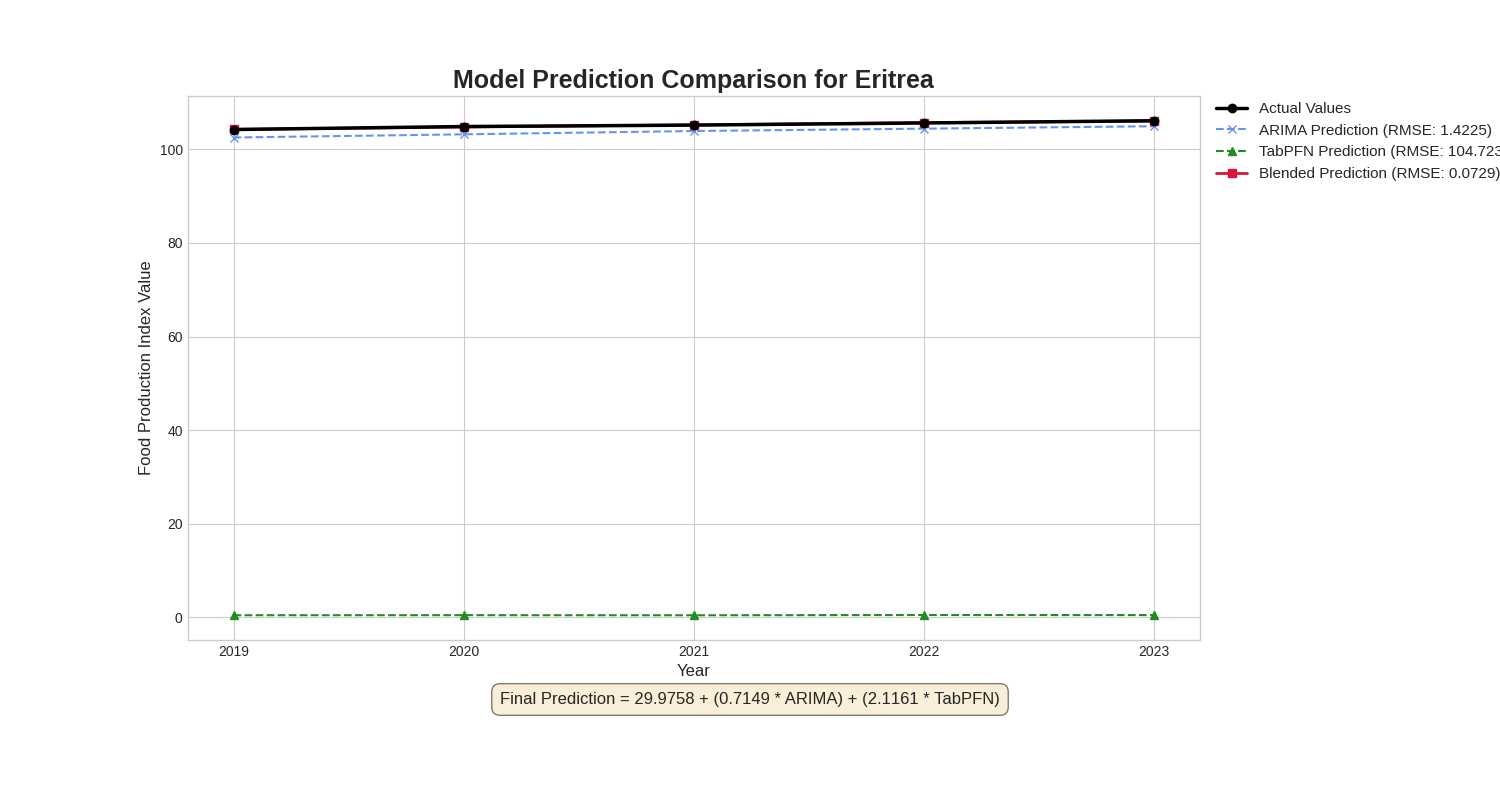 Model Prediction Comparison for Eritrea
Actual Values
ARIMA Prediction (RMSE: 1.4225)
TabPFN Prediction (RMSE: 104.723
Blended Prediction (RMSE: 0.0729)
Food Production Index Value
100
80
60
40
20
0
2019 2020 2021 2022 2023
Year
Final Prediction = 29.9758 + (0.7149 * ARIMA) + (2.1161 * TabPFN)